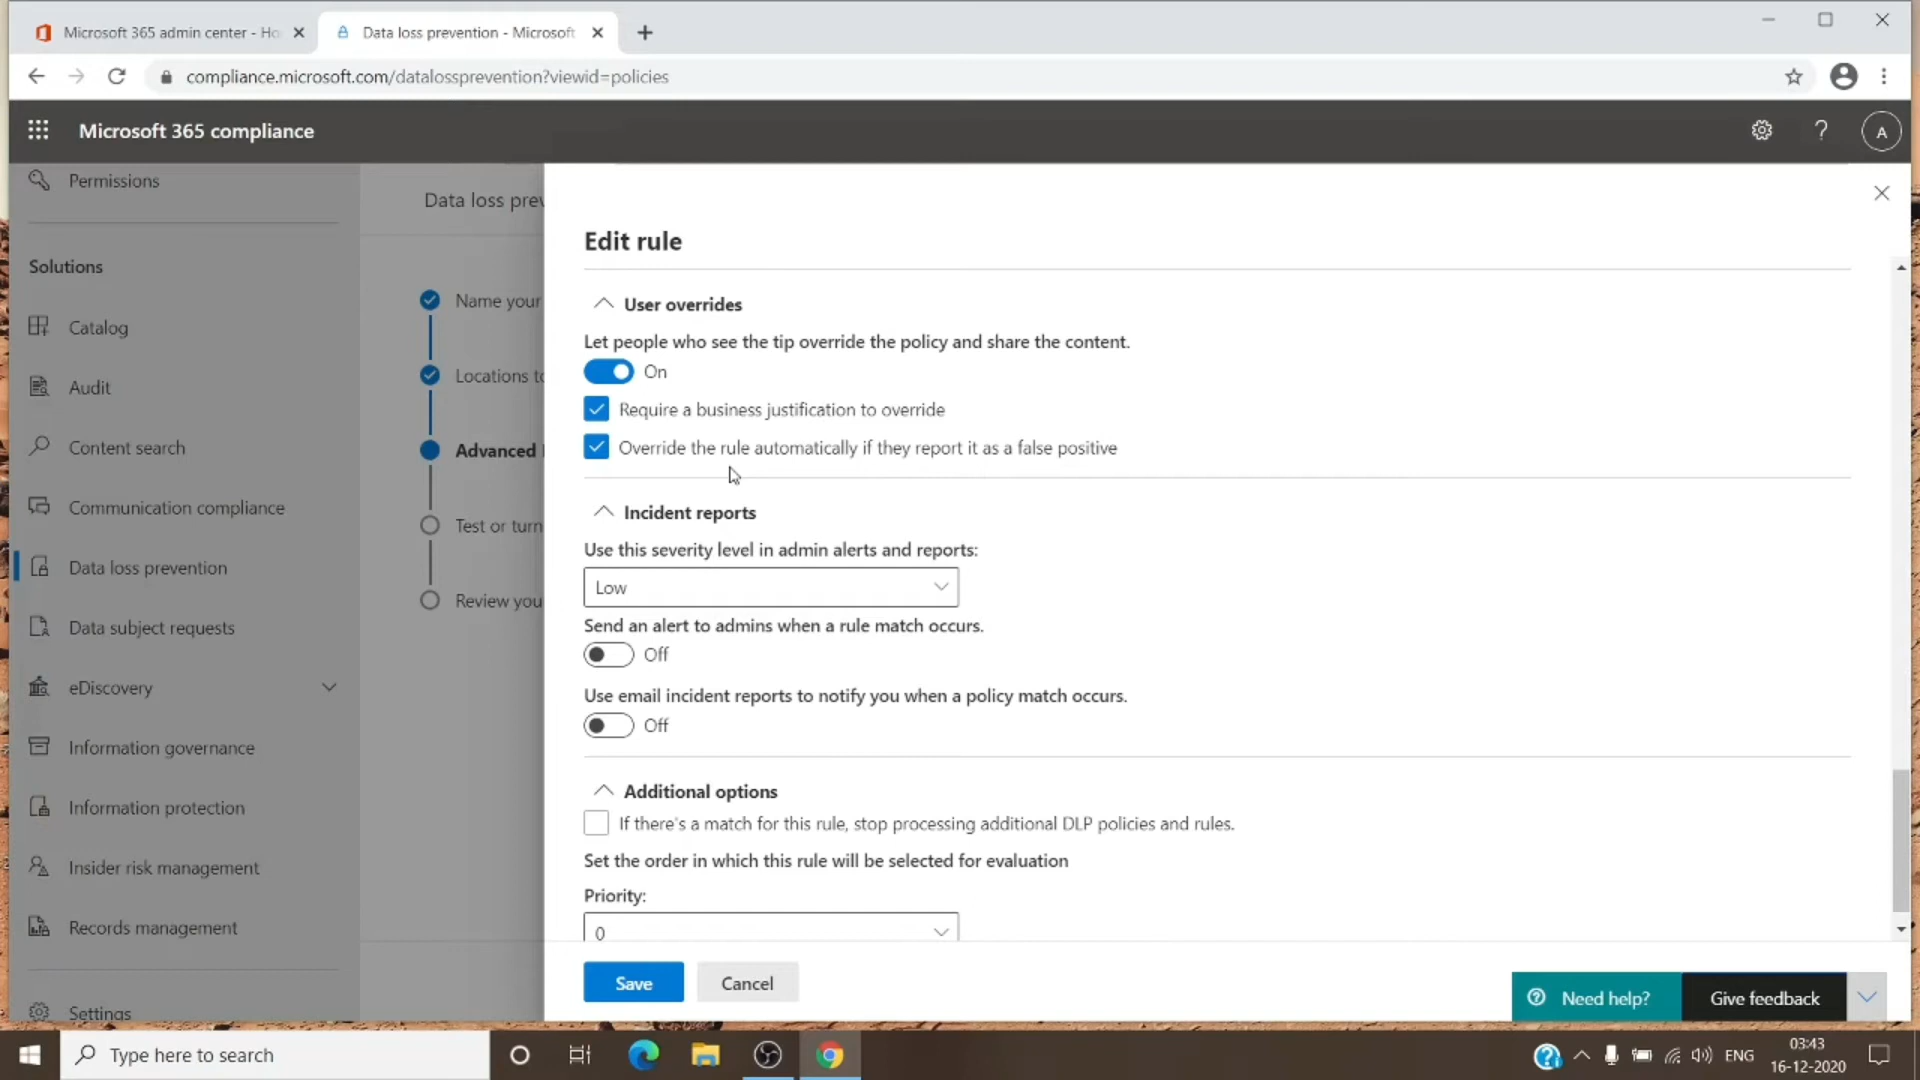 Microsoft 365 admin center - Ho
Data loss prevention - Microsoft
compliance.microsoft.com/datalossprevention?viewid=policies
Microsoft 365 compliance
A
Permissions
Solutions
Catalog
Audit
Content search
Communication compliance
Data loss prevention
Data subject requests
eDiscovery
Information governance
Information protection
Insider risk management
Records management
Settings
Data loss prev
Name your
Locations to
Advanced
Test or turn
Review you
Edit rule
User overrides
Let people who see the tip override the policy and share the content.
On
Require a business justification to override
Override the rule automatically if they report it as a false positive
Incident reports
Use this severity level in admin alerts and reports:
Low
Send an alert to admins when a rule match occurs.
Off
Use email incident reports to notify you when a policy match occurs.
Off
Additional options
If there's a match for this rule, stop processing additional DLP policies and rules.
Set the order in which this rule will be selected for evaluation
Priority:
0
Save
Cancel
Need help?
Give feedback
Type here to search
ENG
03:43
16-12-2020